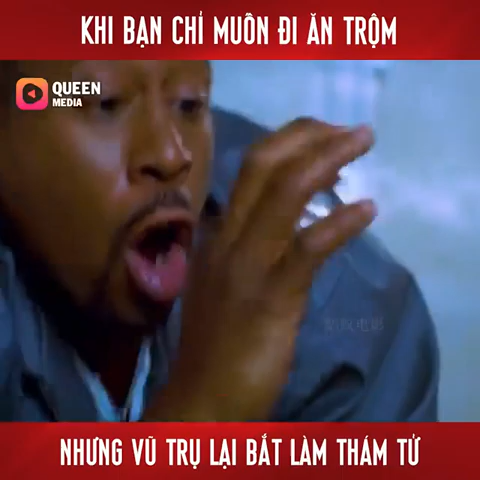 KHI BẠN CHỈ MUỐN ĐI ĂN TRỘM
QUEEN
MEDIA
NHƯNG VŨ TRỤ LẠI BẮT LÀM THÁM TỬ